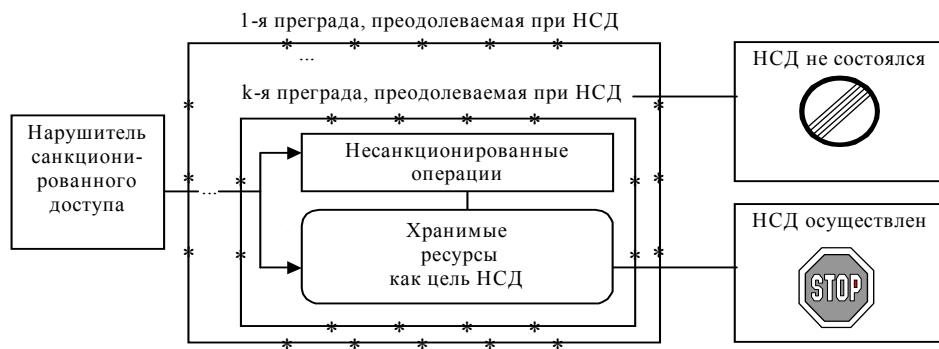 1-я преграда, преодолеваемая при НСД
...
k-я преграда, преодолеваемая при НСД
НСД не состоялся
Нарушитель
санкциони-
рованного
доступа
...
Несанкционированные
операции
Хранимые
ресурсы
как цель НСД
НСД осуществлен
STOP